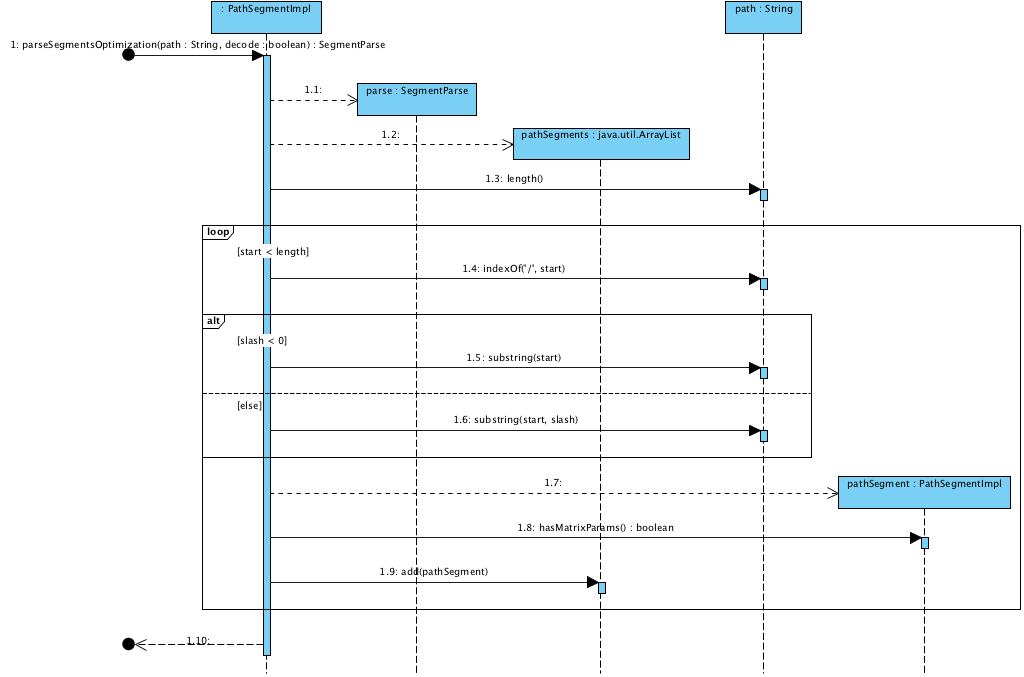 : PathSegmentImpl
path : String
1: parseSegmentsOptimization(path : String, decode : boolean) : SegmentParse
1.1:
parse : SegmentParse
1.2:
pathSegments : java.util.ArrayList
1.3: length()
loop
[start < length]
1.4: indexOf("/", start)
alt
[slash < 0]
1.5: substring(start)
[else]
1.6: substring(start, slash)
1.7:
pathSegment : PathSegmentImpl
1.8: hasMatrixParams() : boolean
1.9: add(pathSegment)
1.10: